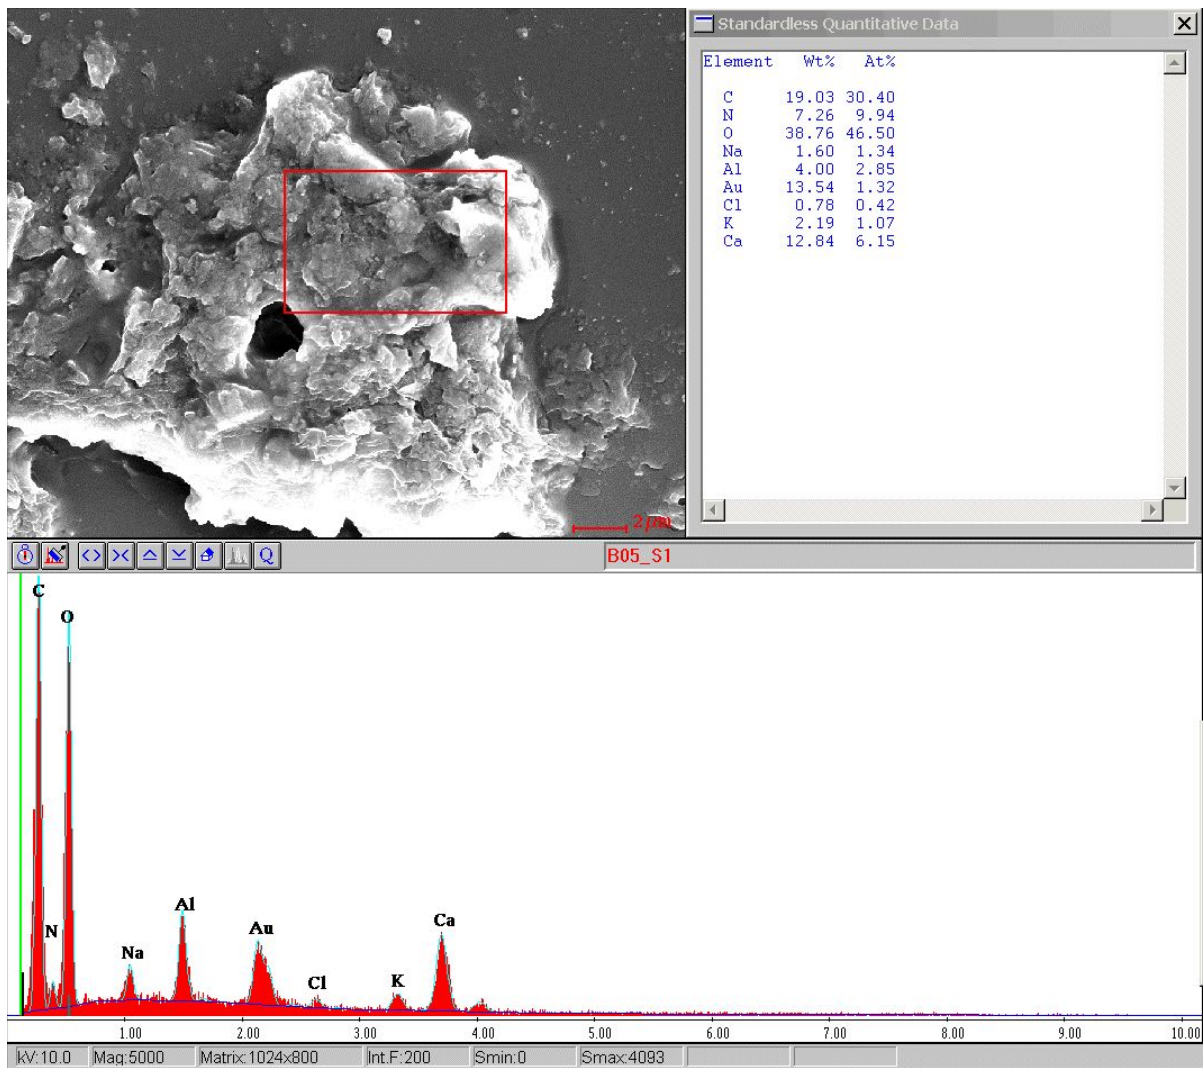 Standardless Quantitative Data
Element Wt% At%
C 19.03 30.40
N 7.26 9.94
O 38.76 46.50
Na 1.60 1.34
Al 4.00 2.85
Au 13.54 1.32
Cl 0.78 0.42
K 2.19 1.07
Ca 12.84 6.15
2 µm
Q
B05_S1
C
O
N
Na
Al
Au
Cl
K
Ca
1.00 2.00 3.00 4.00 5.00 6.00 7.00 8.00 9.00 10.00
kV:10.0 Mag:5000 Matrix:1024x800 Int.F:200 Smin:0 Smax:4093